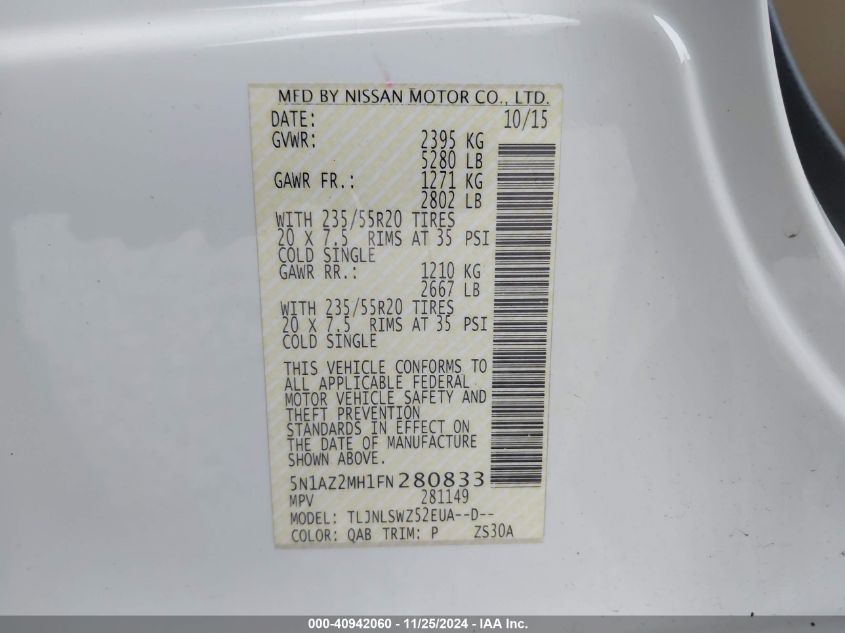 MFD BY NISSAN MOTOR CO., LTD.
DATE: 10/15
GVWR: 2395 KG
5280 LB
GAWR FR.: 1271 KG
2802 LB
WITH 235/55R20 TIRES
20 X 7.5 RIMS AT 35 PSI
COLD SINGLE
GAWR RR.: 1210 KG
2667 LB
WITH 235/55R20 TIRES
20 X 7.5 RIMS AT 35 PSI
COLD SINGLE
THIS VEHICLE CONFORMS TO
ALL APPLICABLE FEDERAL
MOTOR VEHICLE SAFETY AND
THEFT PREVENTION
STANDARDS IN EFFECT ON
THE DATE OF MANUFACTURE
SHOWN ABOVE.
5N1AZ2MH1FN280833
MPV 281149
MODEL: TLJNLSWZ52EUA--D--
COLOR: QAB TRIM: P ZS30A
000-40942060 - 11/25/2024 - IAA Inc.